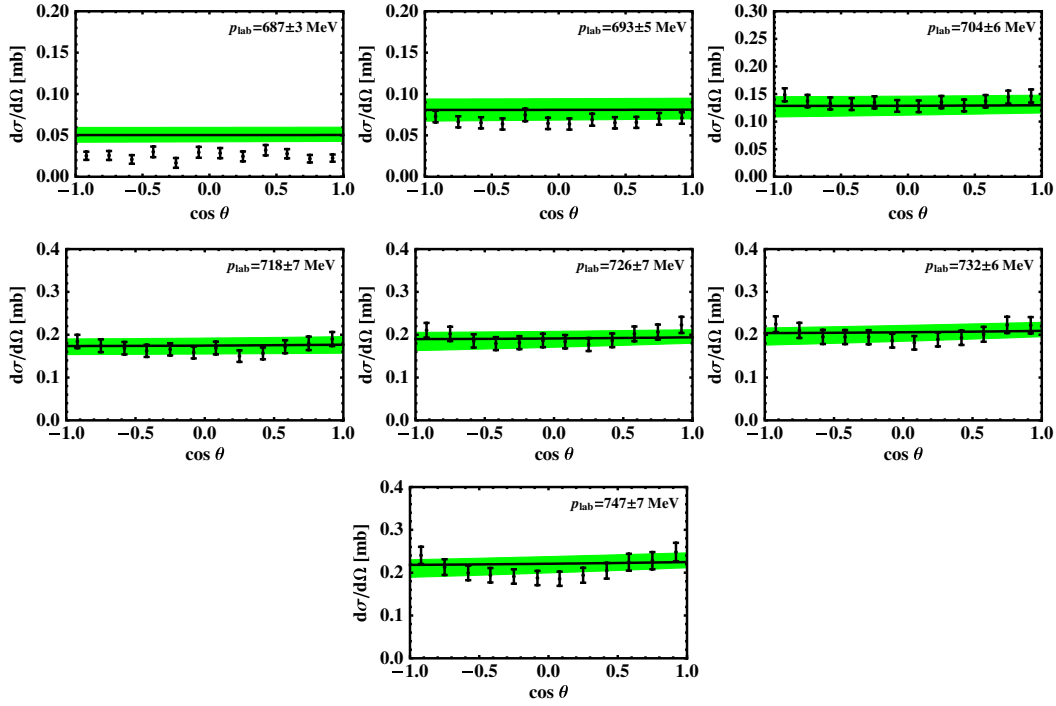 p_lab=687±3 MeV
dσ/dΩ [mb]
0.20
0.15
0.10
0.05
0.00
−1.0 −0.5 0.0 0.5 1.0
cos θ
p_lab=693±5 MeV
dσ/dΩ [mb]
0.20
0.15
0.10
0.05
0.00
−1.0 −0.5 0.0 0.5 1.0
cos θ
p_lab=704±6 MeV
dσ/dΩ [mb]
0.30
0.25
0.20
0.15
0.10
0.05
0.00
−1.0 −0.5 0.0 0.5 1.0
cos θ
p_lab=718±7 MeV
dσ/dΩ [mb]
0.4
0.3
0.2
0.1
0.0
−1.0 −0.5 0.0 0.5 1.0
cos θ
p_lab=726±7 MeV
dσ/dΩ [mb]
0.4
0.3
0.2
0.1
0.0
−1.0 −0.5 0.0 0.5 1.0
cos θ
p_lab=732±6 MeV
dσ/dΩ [mb]
0.4
0.3
0.2
0.1
0.0
−1.0 −0.5 0.0 0.5 1.0
cos θ
p_lab=747±7 MeV
dσ/dΩ [mb]
0.4
0.3
0.2
0.1
0.0
−1.0 −0.5 0.0 0.5 1.0
cos θ